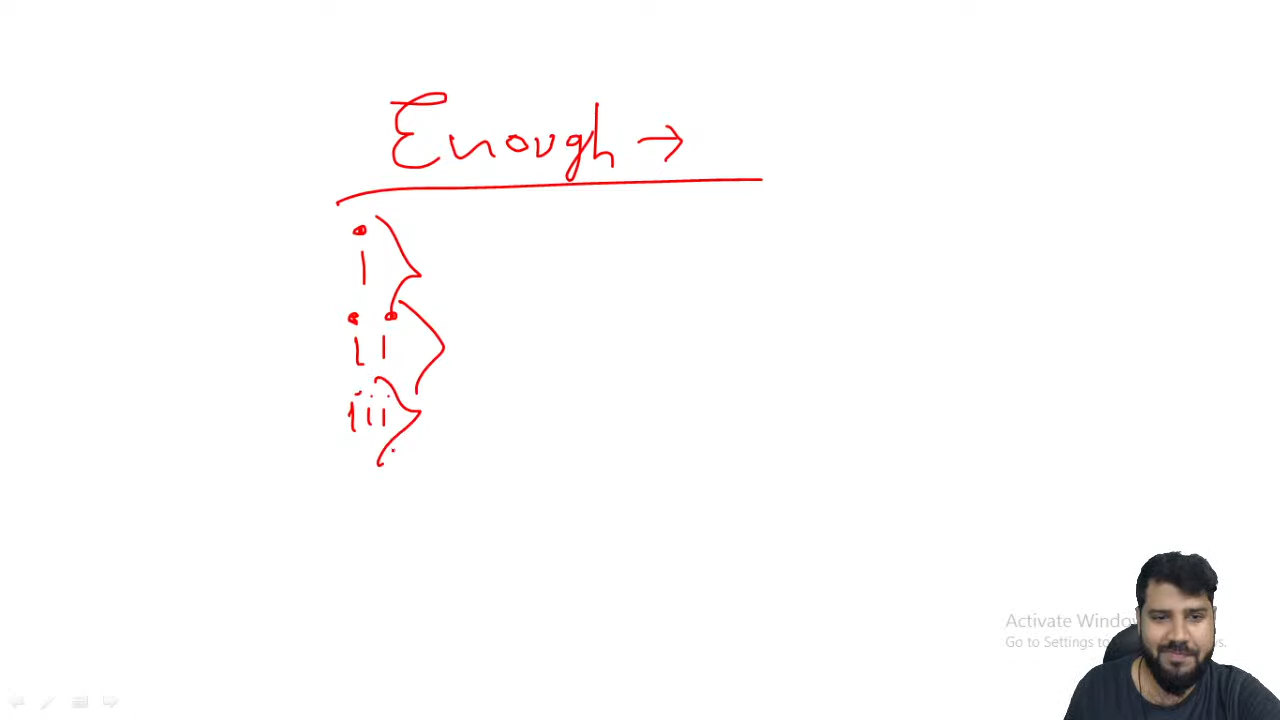 Enough →
i
ii
iii
Activate Windo
Go to Settings to